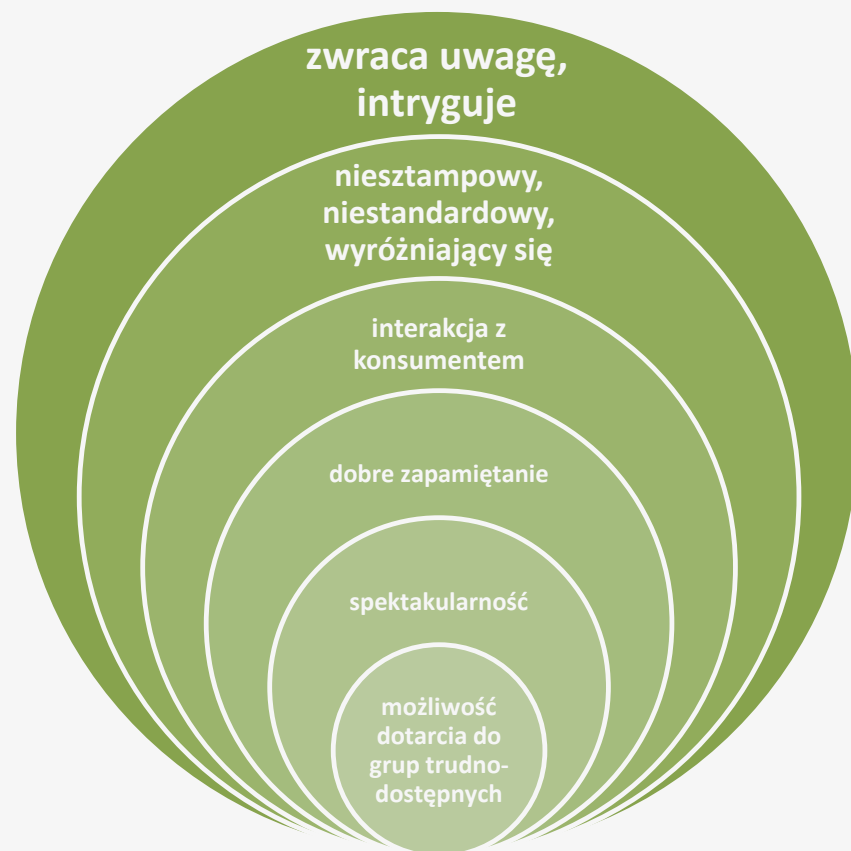 zwraca uwagę,
intryguje
niesztampowy,
niestandardowy,
wyróżniający się
interakcja z
konsumentem
dobre zapamiętanie
spektakularność
możliwość
dotarcia do
grup trudno-
dostępnych